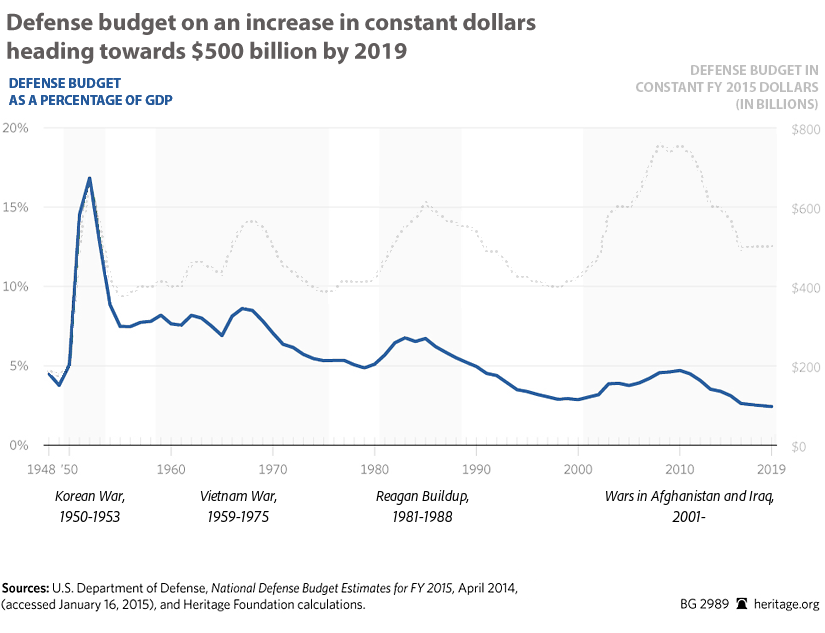 Defense budget on an increase in constant dollars
heading towards $500 billion by 2019
DEFENSE BUDGET
AS A PERCENTAGE OF GDP
DEFENSE BUDGET IN
CONSTANT FY 2015 DOLLARS
(IN BILLIONS)
20% $800
15% $600
10% $400
5% $200
0% $0
1948 '50 1960 1970 1980 1990 2000 2010 2019
Korean War, Vietnam War, Reagan Buildup, Wars in Afghanistan and Iraq,
1950-1953 1959-1975 1981-1988 2001-
Sources: U.S. Department of Defense, National Defense Budget Estimates for FY 2015, April 2014,
(accessed January 16, 2015), and Heritage Foundation calculations.
BG 2989 heritage.org